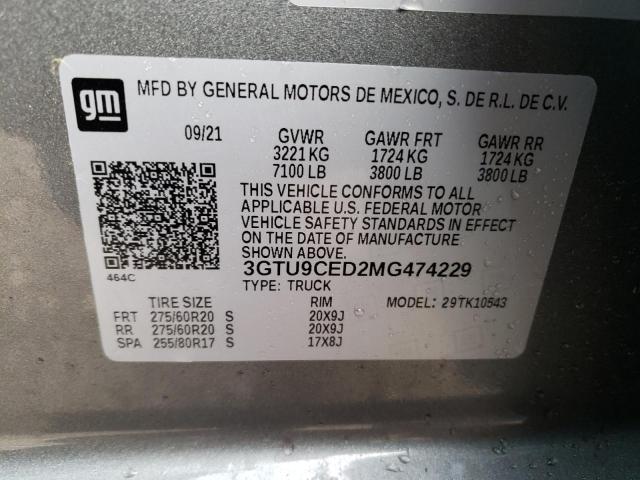 gm
MFD BY GENERAL MOTORS DE MEXICO, S. DE R.L. DE C.V.
09/21 GVWR GAWR FRT GAWR RR
3221 KG 1724 KG 1724 KG
7100 LB 3800 LB 3800 LB
THIS VEHICLE CONFORMS TO ALL
APPLICABLE U.S. FEDERAL MOTOR
VEHICLE SAFETY STANDARDS IN EFFECT
ON THE DATE OF MANUFACTURE
SHOWN ABOVE.
464C
3GTU9CED2MG474229
TYPE: TRUCK
TIRE SIZE RIM MODEL: 29TK10543
FRT 275/60R20 S 20X9J
RR 275/60R20 S 20X9J
SPA 255/80R17 S 17X8J